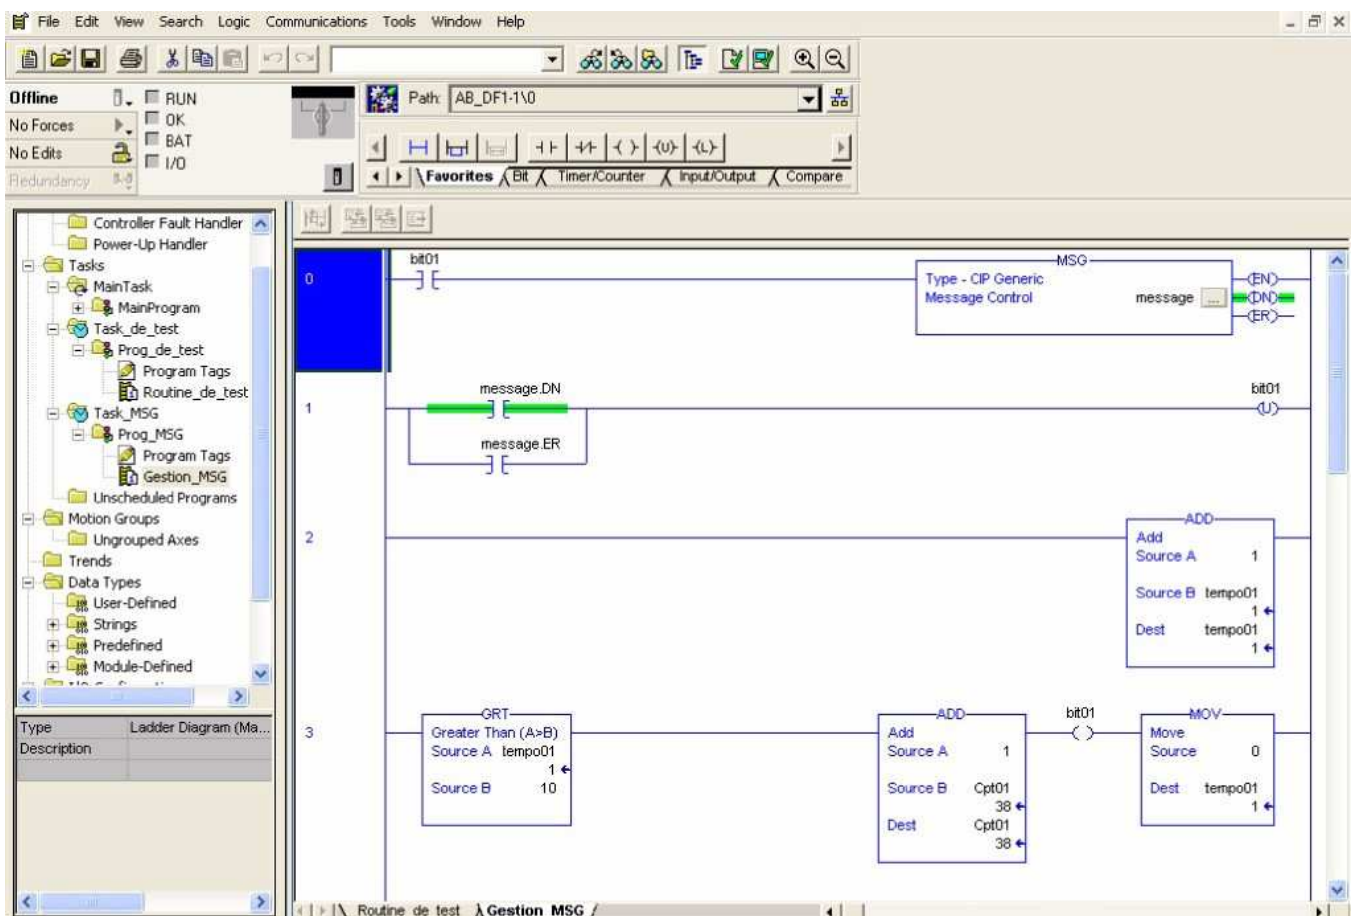 File Edit View Search Logic Communications Tools Window Help
Offline
RUN
No Forces
OK
No Edits
BAT
Redundancy
I/O
Path: AB_DF1-1\0
Favorites Bit Timer/Counter Input/Output Compare
Controller Fault Handler
Power-Up Handler
Tasks
MainTask
MainProgram
Task_de_test
Prog_de_test
Program Tags
Routine_de_test
Task_MSG
Prog_MSG
Program Tags
Gestion_MSG
Unscheduled Programs
Motion Groups
Ungrouped Axes
Trends
Data Types
User-Defined
Strings
Predefined
Module-Defined
Type Ladder Diagram (Ma...
Description
0
bit01
MSG
Type - CIP Generic
Message Control message ...
(EN)
(DN)
(ER)
1
message.DN
message.ER
bit01
(U)
2
ADD
Add
Source A 1
Source B tempo01
1
Dest tempo01
1
3
GRT
Greater Than (A>B)
Source A tempo01
1
Source B 10
ADD
Add
Source A 1
Source B Cpt01
38
Dest Cpt01
38
bit01
MOV
Move
Source 0
Dest tempo01
1
Routine_de_test Gestion_MSG